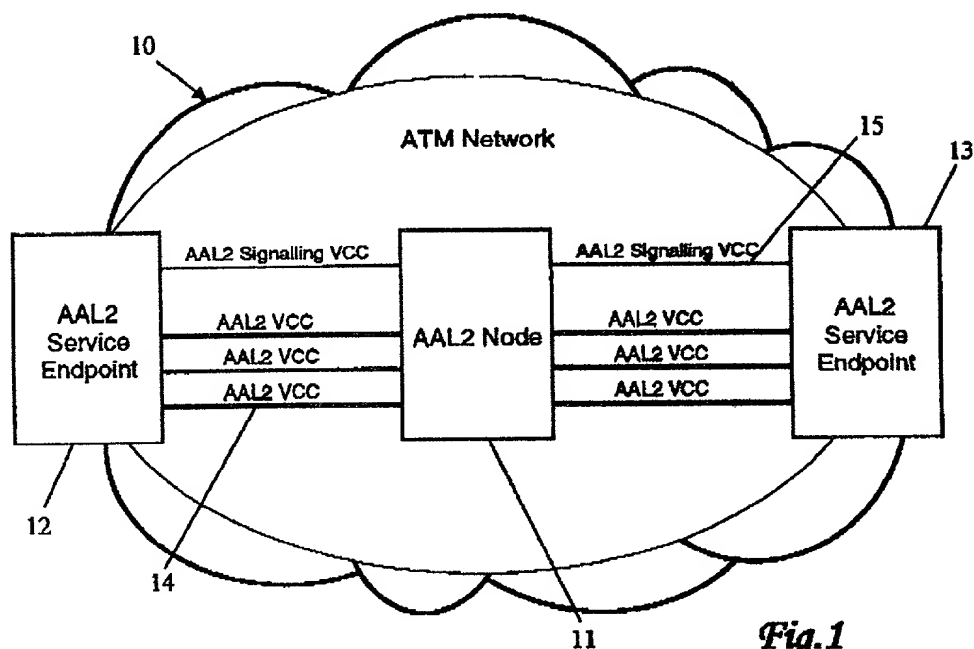 10
ATM Network
15
13
AAL2 Signalling VCC
AAL2 Signalling VCC
AAL2
Service
Endpoint
AAL2 VCC
AAL2 VCC
AAL2 VCC
AAL2 Node
AAL2 VCC
AAL2 VCC
AAL2 VCC
AAL2
Service
Endpoint
12
14
11
Fig.1